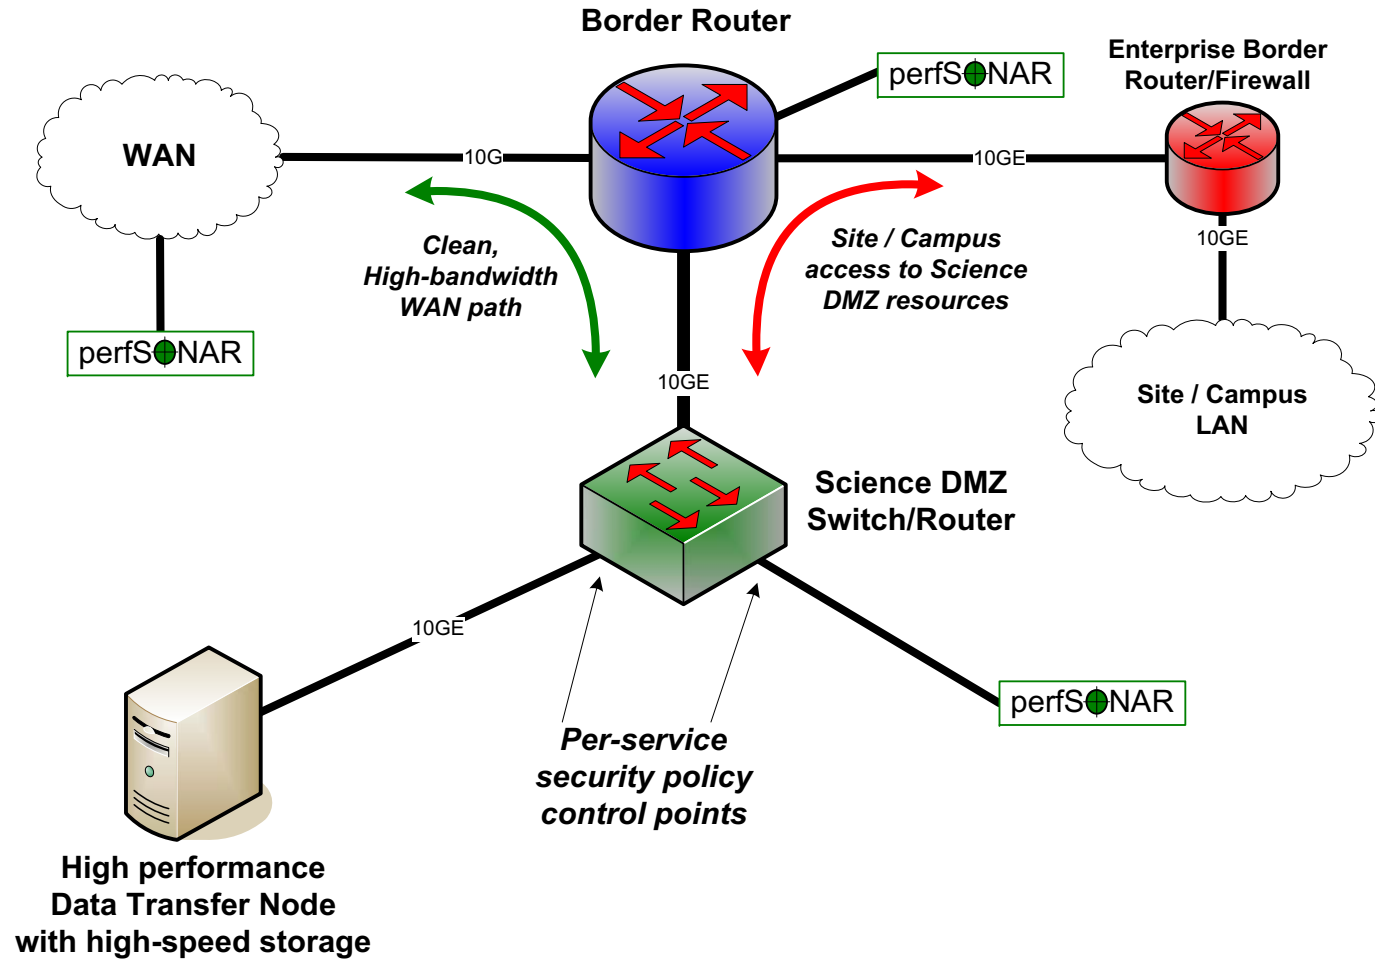 Border Router
perfSONAR
Enterprise Border
Router/Firewall
WAN
10G
10GE
10GE
Clean,
High-bandwidth
WAN path
Site / Campus
access to Science
DMZ resources
perfSONAR
10GE
Site / Campus
LAN
Science DMZ
Switch/Router
10GE
perfSONAR
Per-service
security policy
control points
High performance
Data Transfer Node
with high-speed storage